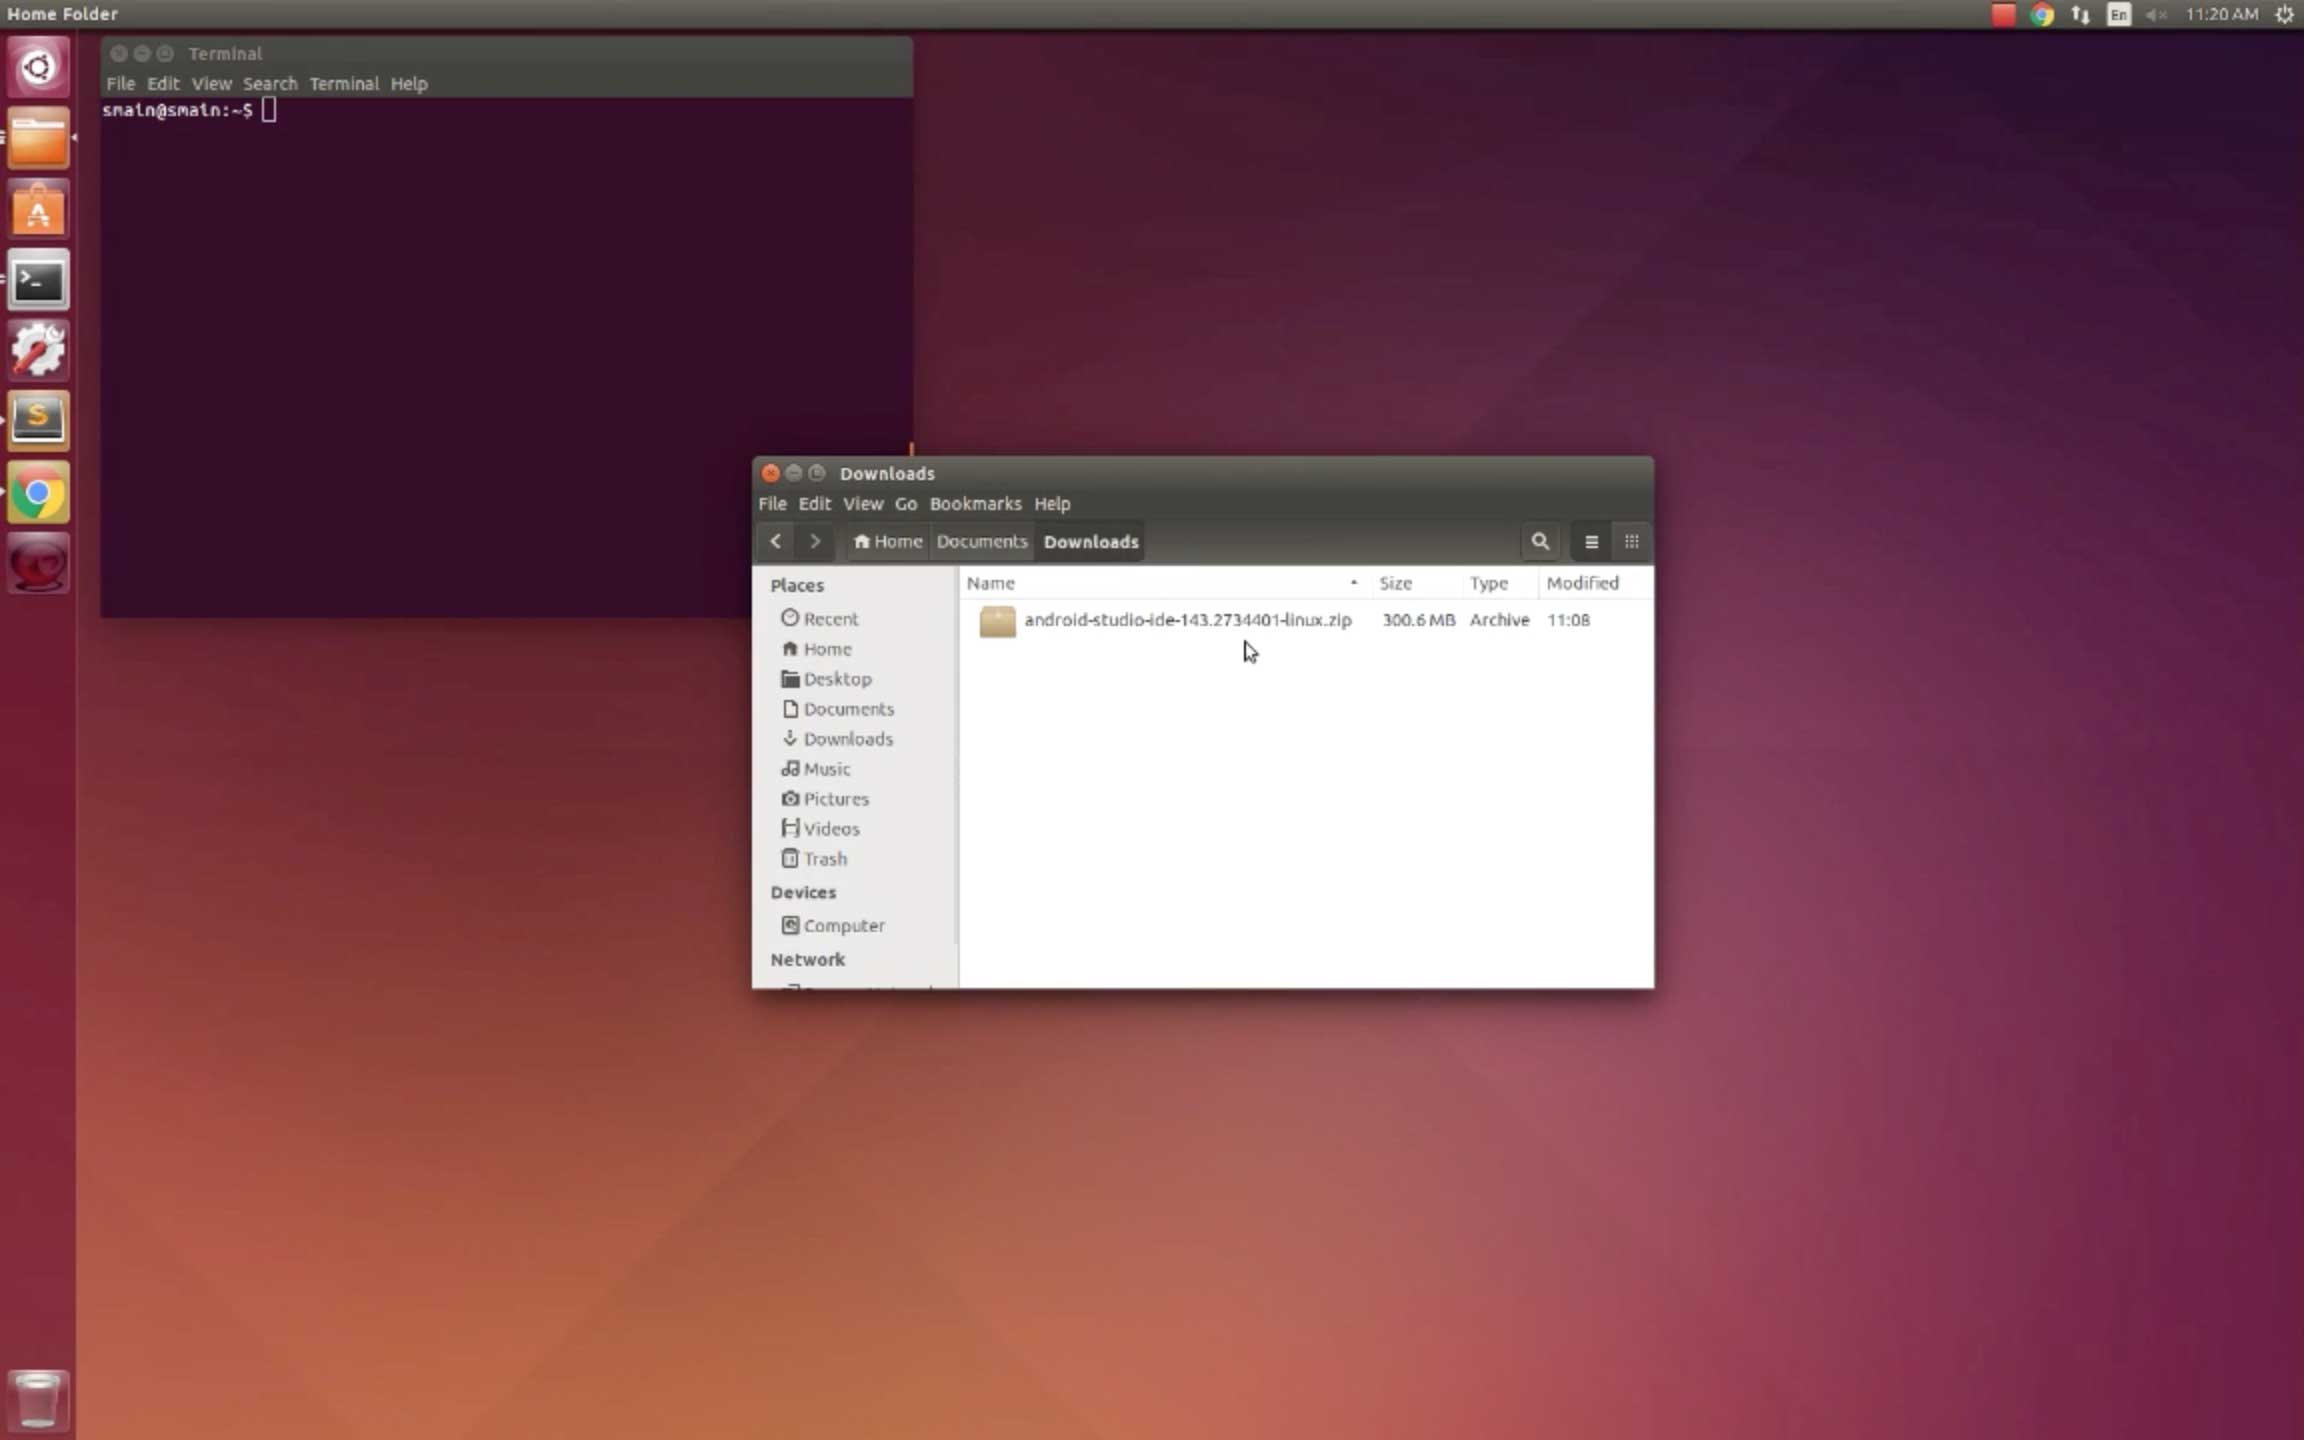 Home Folder
En
11:20 AM
Terminal
File Edit View Search Terminal Help
smain@smain:~$
Downloads
File Edit View Go Bookmarks Help
Home Documents Downloads
Places
Recent
Home
Desktop
Documents
Downloads
Music
Pictures
Videos
Trash
Devices
Computer
Network
Name Size Type Modified
android-studio-ide-143.2734401-linux.zip 300.6 MB Archive 11:08